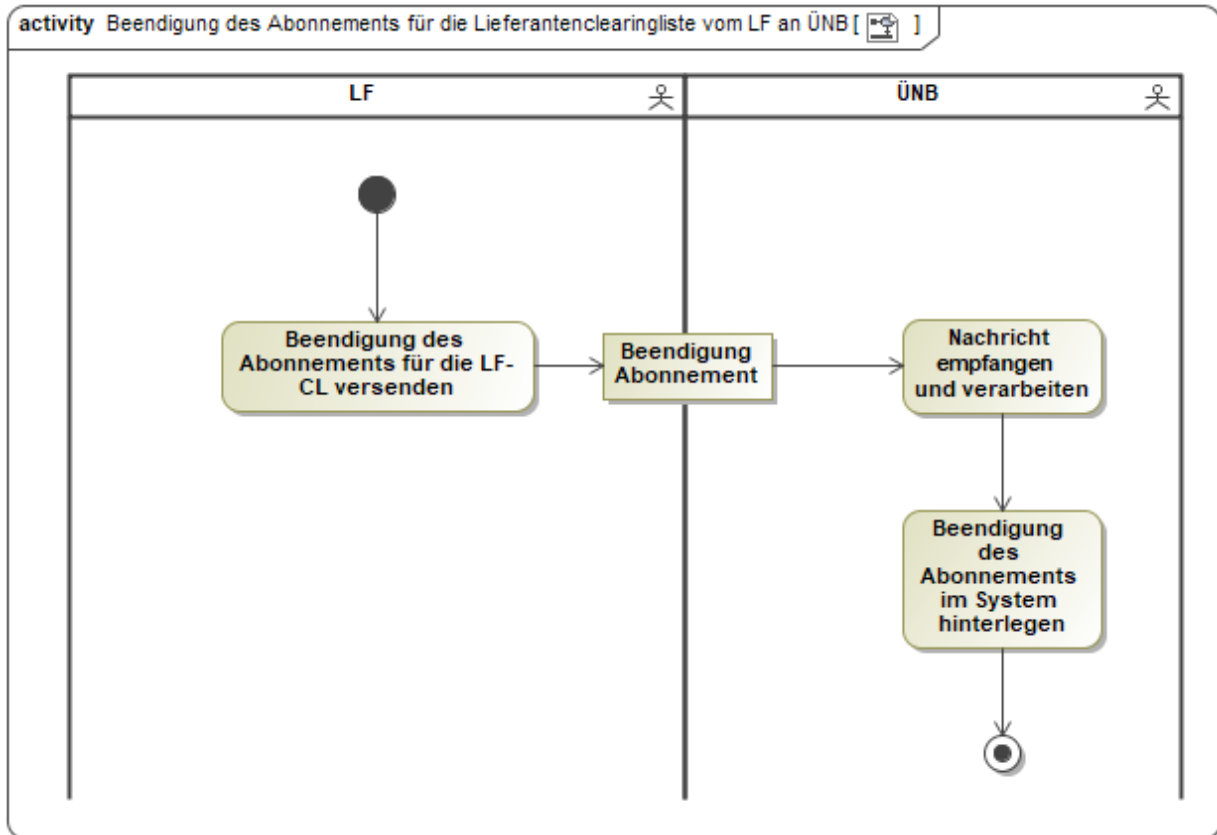 activity Beendigung des Abonnements für die Lieferantenclearingliste vom LF an ÜNB [ ]
LF
ÜNB
Beendigung des
Abonnements für die LF-
CL versenden
Beendigung
Abonnement
Nachricht
empfangen
und verarbeiten
Beendigung
des
Abonnements
im System
hinterlegen